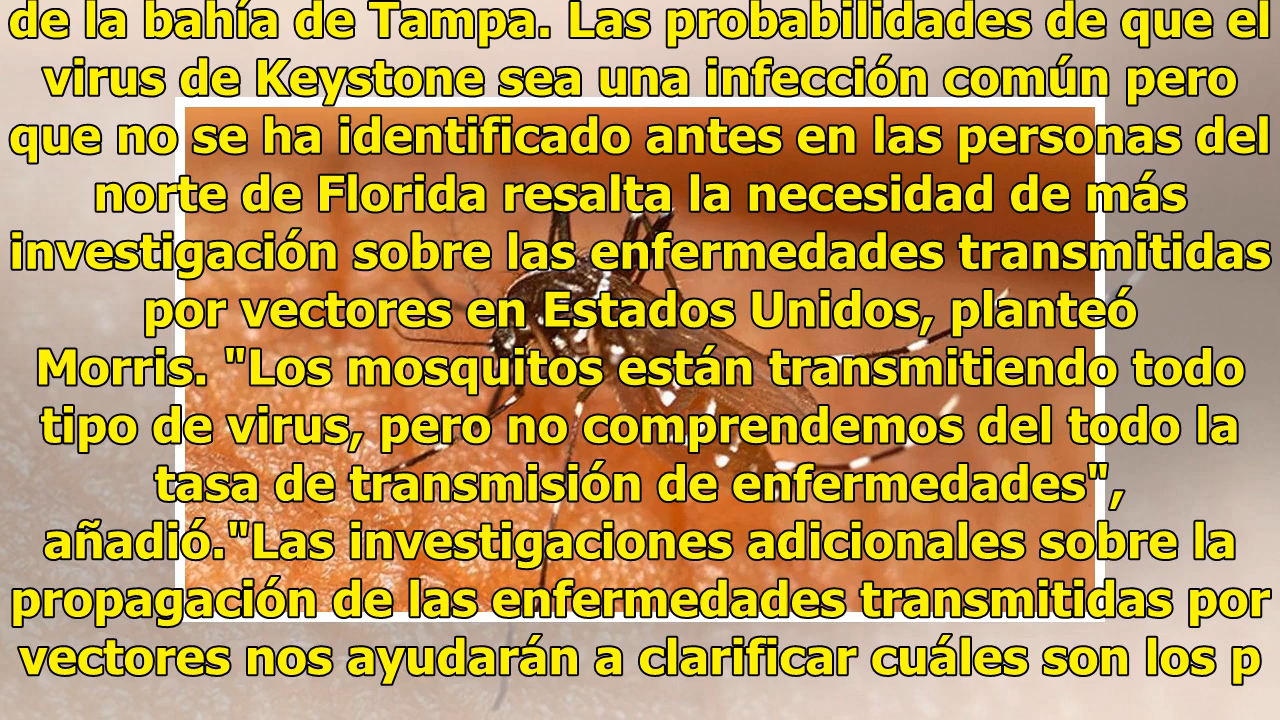 de la bahía de Tampa. Las probabilidades de que el
virus de Keystone sea una infección común pero
que no se ha identificado antes en las personas del
norte de Florida resalta la necesidad de más
investigación sobre las enfermedades transmitidas
por vectores en Estados Unidos, planteó
Morris. "Los mosquitos están transmitiendo todo
tipo de virus, pero no comprendemos del todo la
tasa de transmisión de enfermedades",
añadió."Las investigaciones adicionales sobre la
propagación de las enfermedades transmitidas por
vectores nos ayudarán a clarificar cuáles son los p